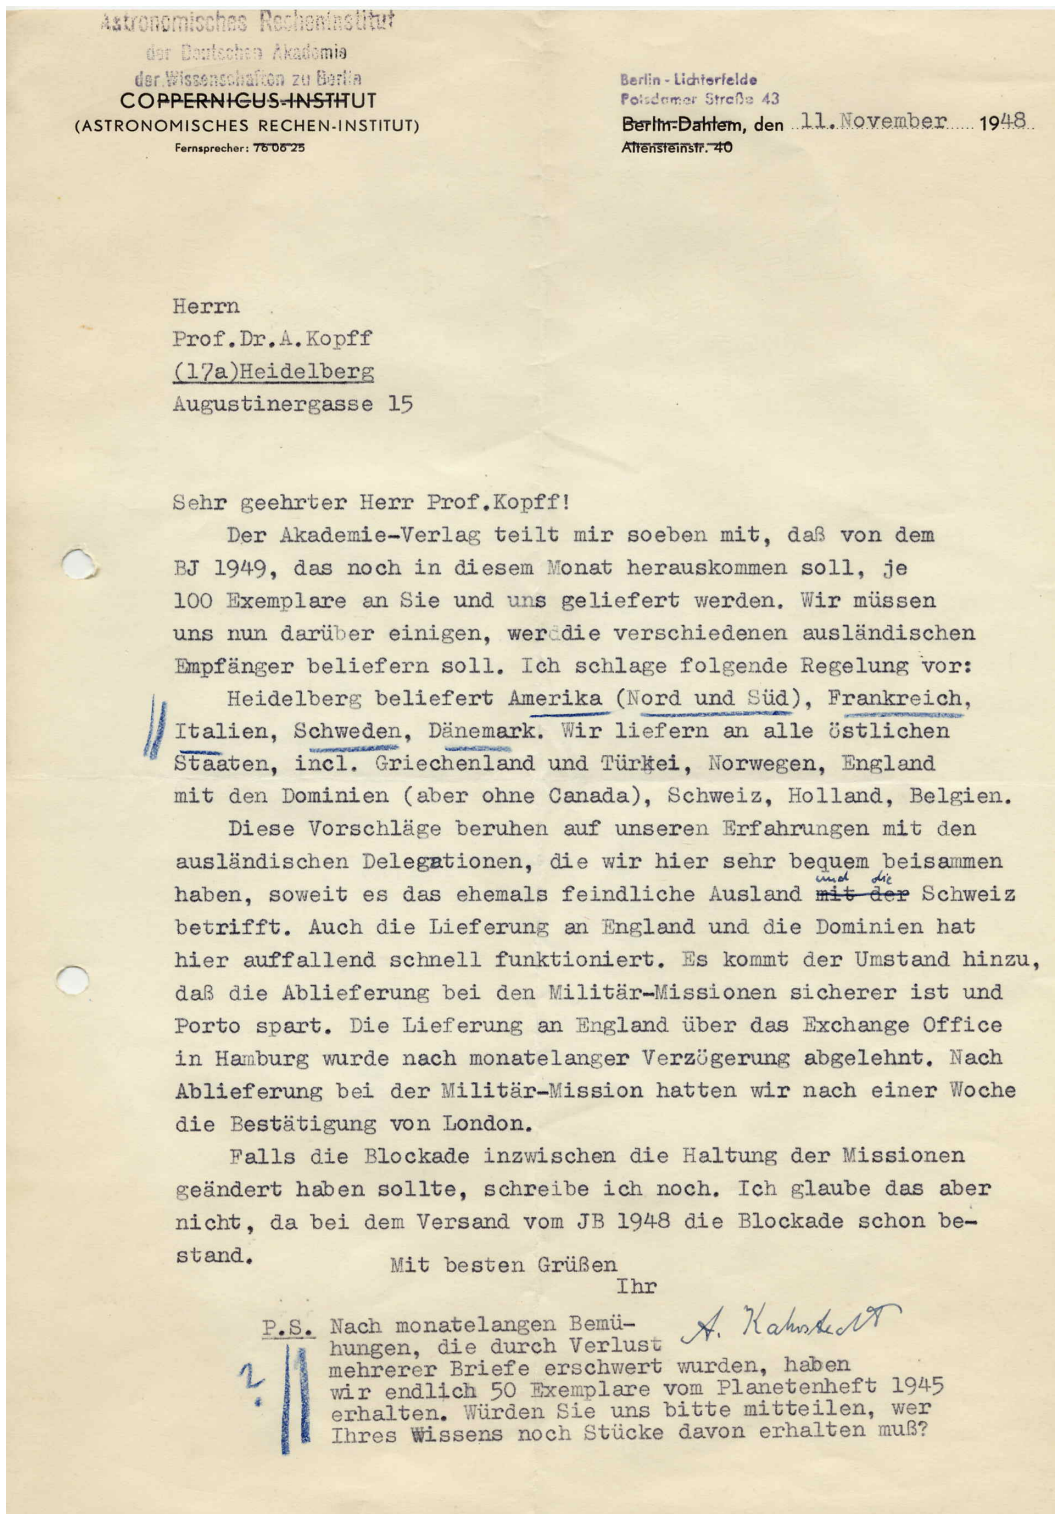 Astronomisches Recheninstitut
der Deutschen Akademie
der Wissenschaften zu Berlin
COPPERNICUS-INSTITUT
(ASTRONOMISCHES RECHEN-INSTITUT)
Fernsprecher: 76 06 25
Berlin - Lichterfelde
Potsdamer Straße 43
Berlin-Dahlem, den 11.November 1948
Altensteinstr. 40
Herrn
Prof.Dr.A.Kopff
(17a)Heidelberg
Augustinergasse 15
Sehr geehrter Herr Prof.Kopff!
Der Akademie-Verlag teilt mir soeben mit, daß von dem
BJ 1949, das noch in diesem Monat herauskommen soll, je
100 Exemplare an Sie und uns geliefert werden. Wir müssen
uns nun darüber einigen, wer die verschiedenen ausländischen
Empfänger beliefern soll. Ich schlage folgende Regelung vor:
Heidelberg beliefert Amerika (Nord und Süd), Frankreich,
Italien, Schweden, Dänemark. Wir liefern an alle östlichen
Staaten, incl. Griechenland und Türkei, Norwegen, England
mit den Dominien (aber ohne Canada), Schweiz, Holland, Belgien.
Diese Vorschläge beruhen auf unseren Erfahrungen mit den
ausländischen Delegationen, die wir hier sehr bequem beisammen
und die
haben, soweit es das ehemals feindliche Ausland mit der Schweiz
betrifft. Auch die Lieferung an England und die Dominien hat
hier auffallend schnell funktioniert. Es kommt der Umstand hinzu,
daß die Ablieferung bei den Militär-Missionen sicherer ist und
Porto spart. Die Lieferung an England über das Exchange Office
in Hamburg wurde nach monatelanger Verzögerung abgelehnt. Nach
Ablieferung bei der Militär-Mission hatten wir nach einer Woche
die Bestätigung von London.
Falls die Blockade inzwischen die Haltung der Missionen
geändert haben sollte, schreibe ich noch. Ich glaube das aber
nicht, da bei dem Versand vom JB 1948 die Blockade schon be-
stand.
Mit besten Grüßen
Ihr
A. Kahrstedt
P.S. Nach monatelangen Bemü-
hungen, die durch Verlust
mehrerer Briefe erschwert wurden, haben
wir endlich 50 Exemplare vom Planetenheft 1945
erhalten. Würden Sie uns bitte mitteilen, wer
Ihres Wissens noch Stücke davon erhalten muß?
?